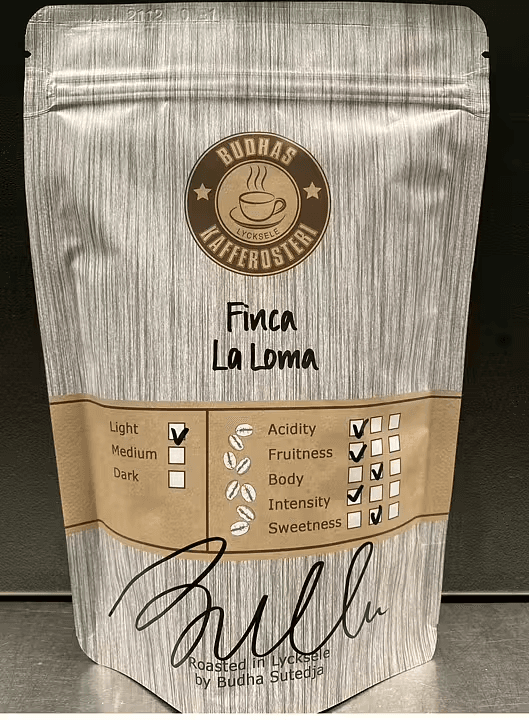 BUDHAS
LYCKSELE
KAFFEROSTERI
Finca
La Loma
Light
Medium
Dark
Acidity
Fruitness
Body
Intensity
Sweetness
Roasted in Lycksele
by Budha Sutedja